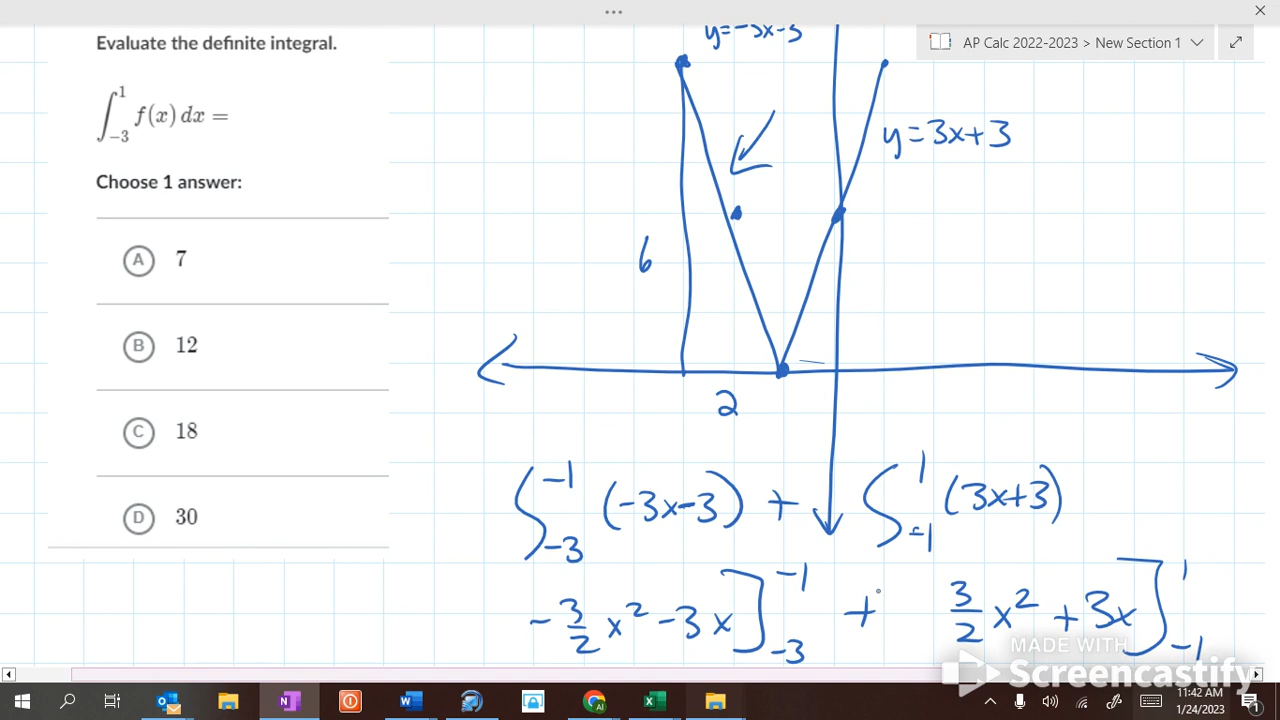 AP Calc 2022-2023 > New Section 1
Evaluate the definite integral.
∫_{-3}^{1} f(x) dx =
Choose 1 answer:
A 7
B 12
C 18
D 30
y=-3x-3
y=3x+3
6
2
∫_{-3}^{-1} (-3x-3) + ∫_{-1}^{1} (3x+3)
-3/2 x² -3x]_{-3}^{-1} + 3/2 x² +3x]_{-1}^{1}
MADE WITH
Screencastify
11:42 AM
1/24/2023